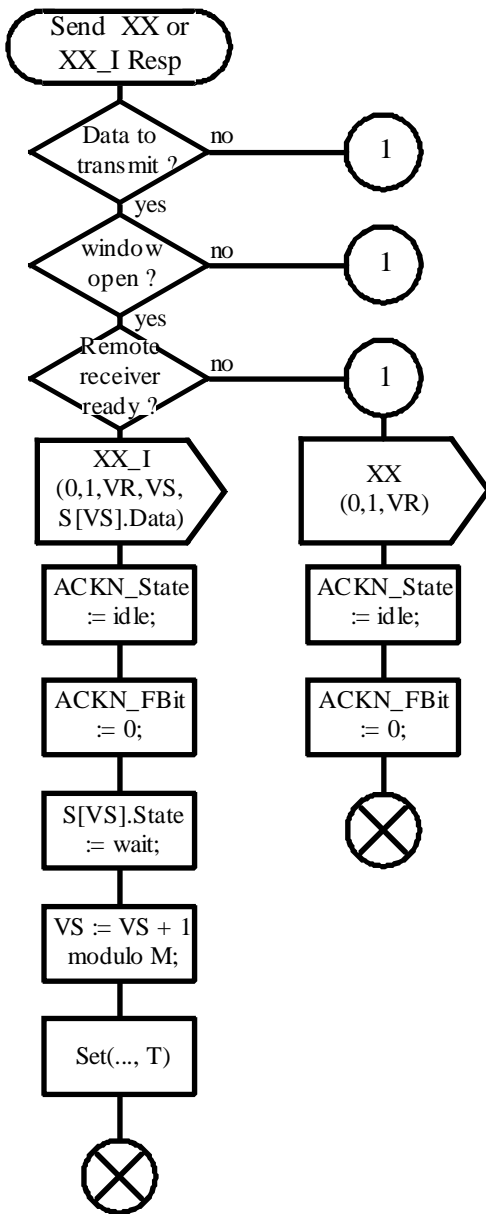 Send XX or
XX_I Resp
Data to
transmit ?
no
1
yes
window
open ?
no
1
yes
Remote
receiver
ready ?
no
1
XX_I
(0,1,VR,VS,
S[VS].Data)
XX
(0,1,VR)
ACKN_State
:= idle;
ACKN_State
:= idle;
ACKN_FBit
:= 0;
ACKN_FBit
:= 0;
S[VS].State
:= wait;
VS := VS + 1
modulo M;
Set(..., T)